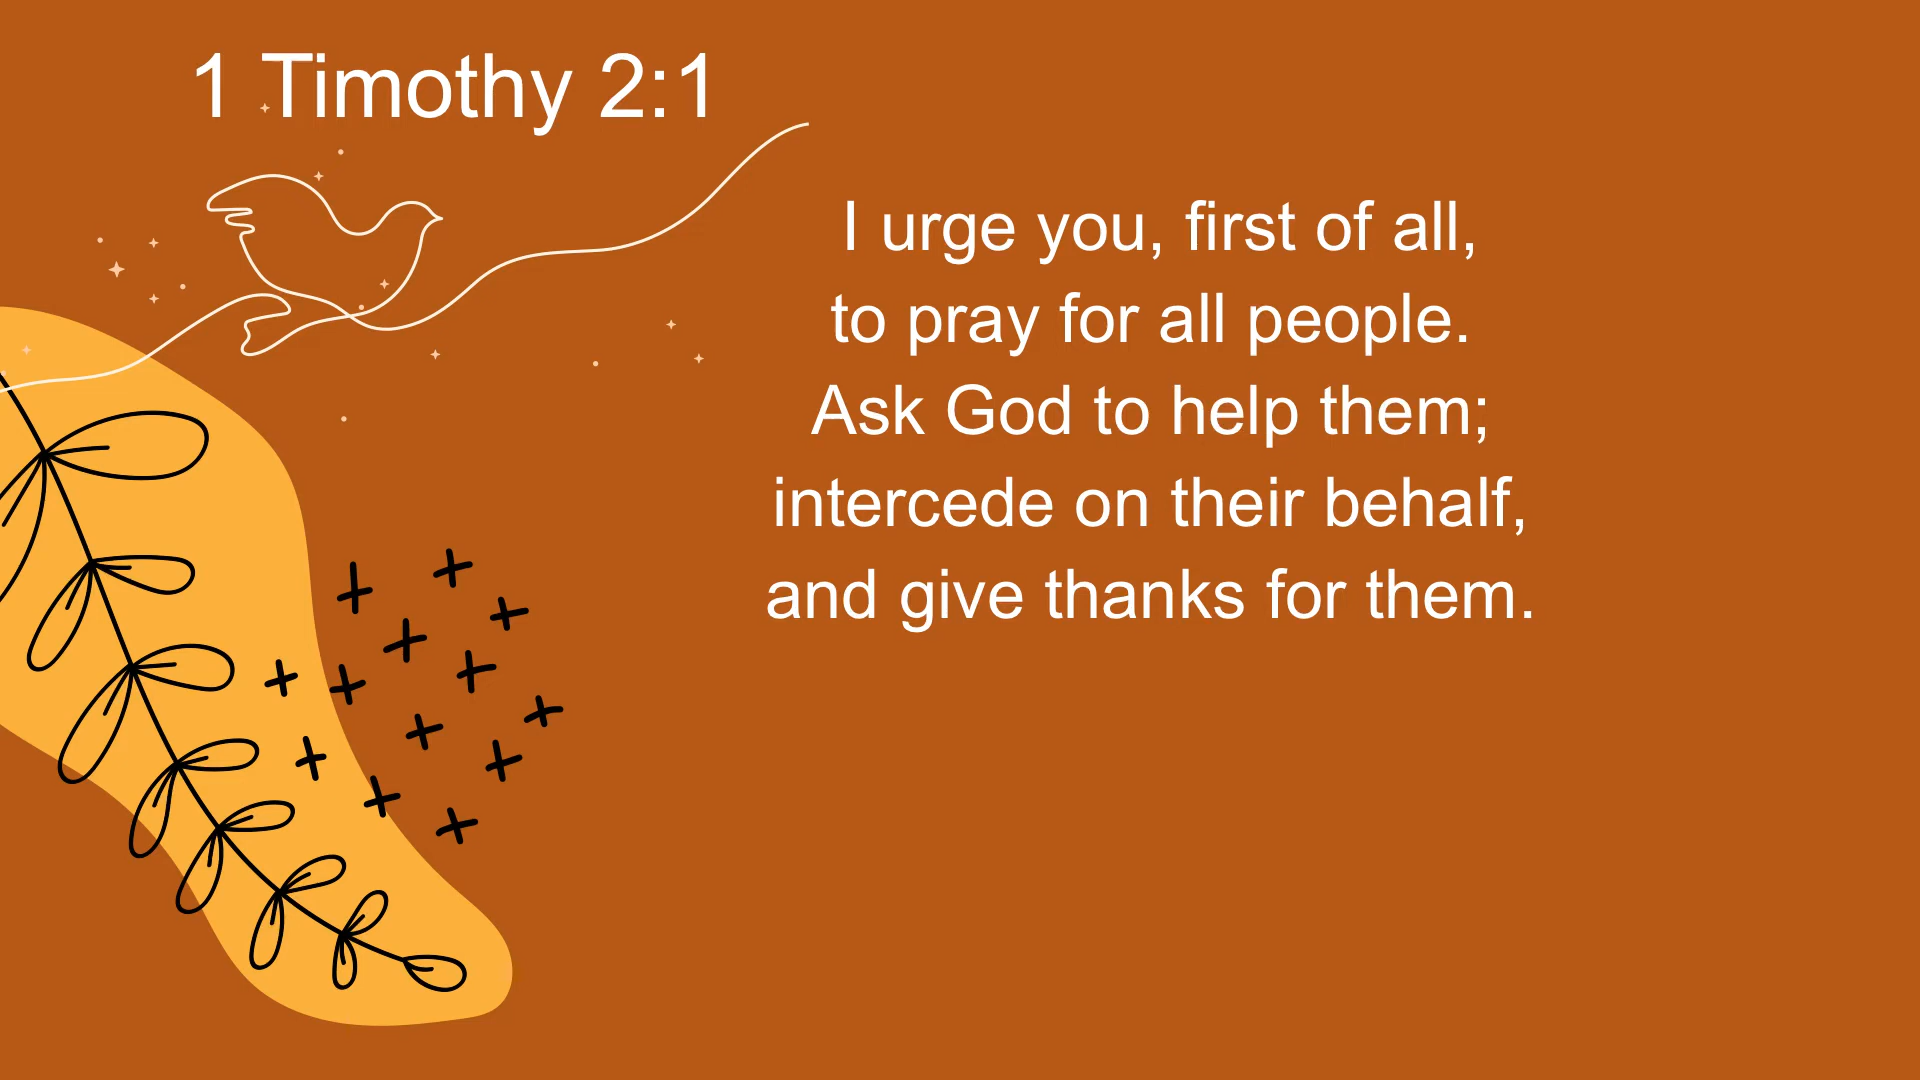 1 Timothy 2:1
I urge you, first of all,
to pray for all people.
Ask God to help them;
intercede on their behalf,
and give thanks for them.